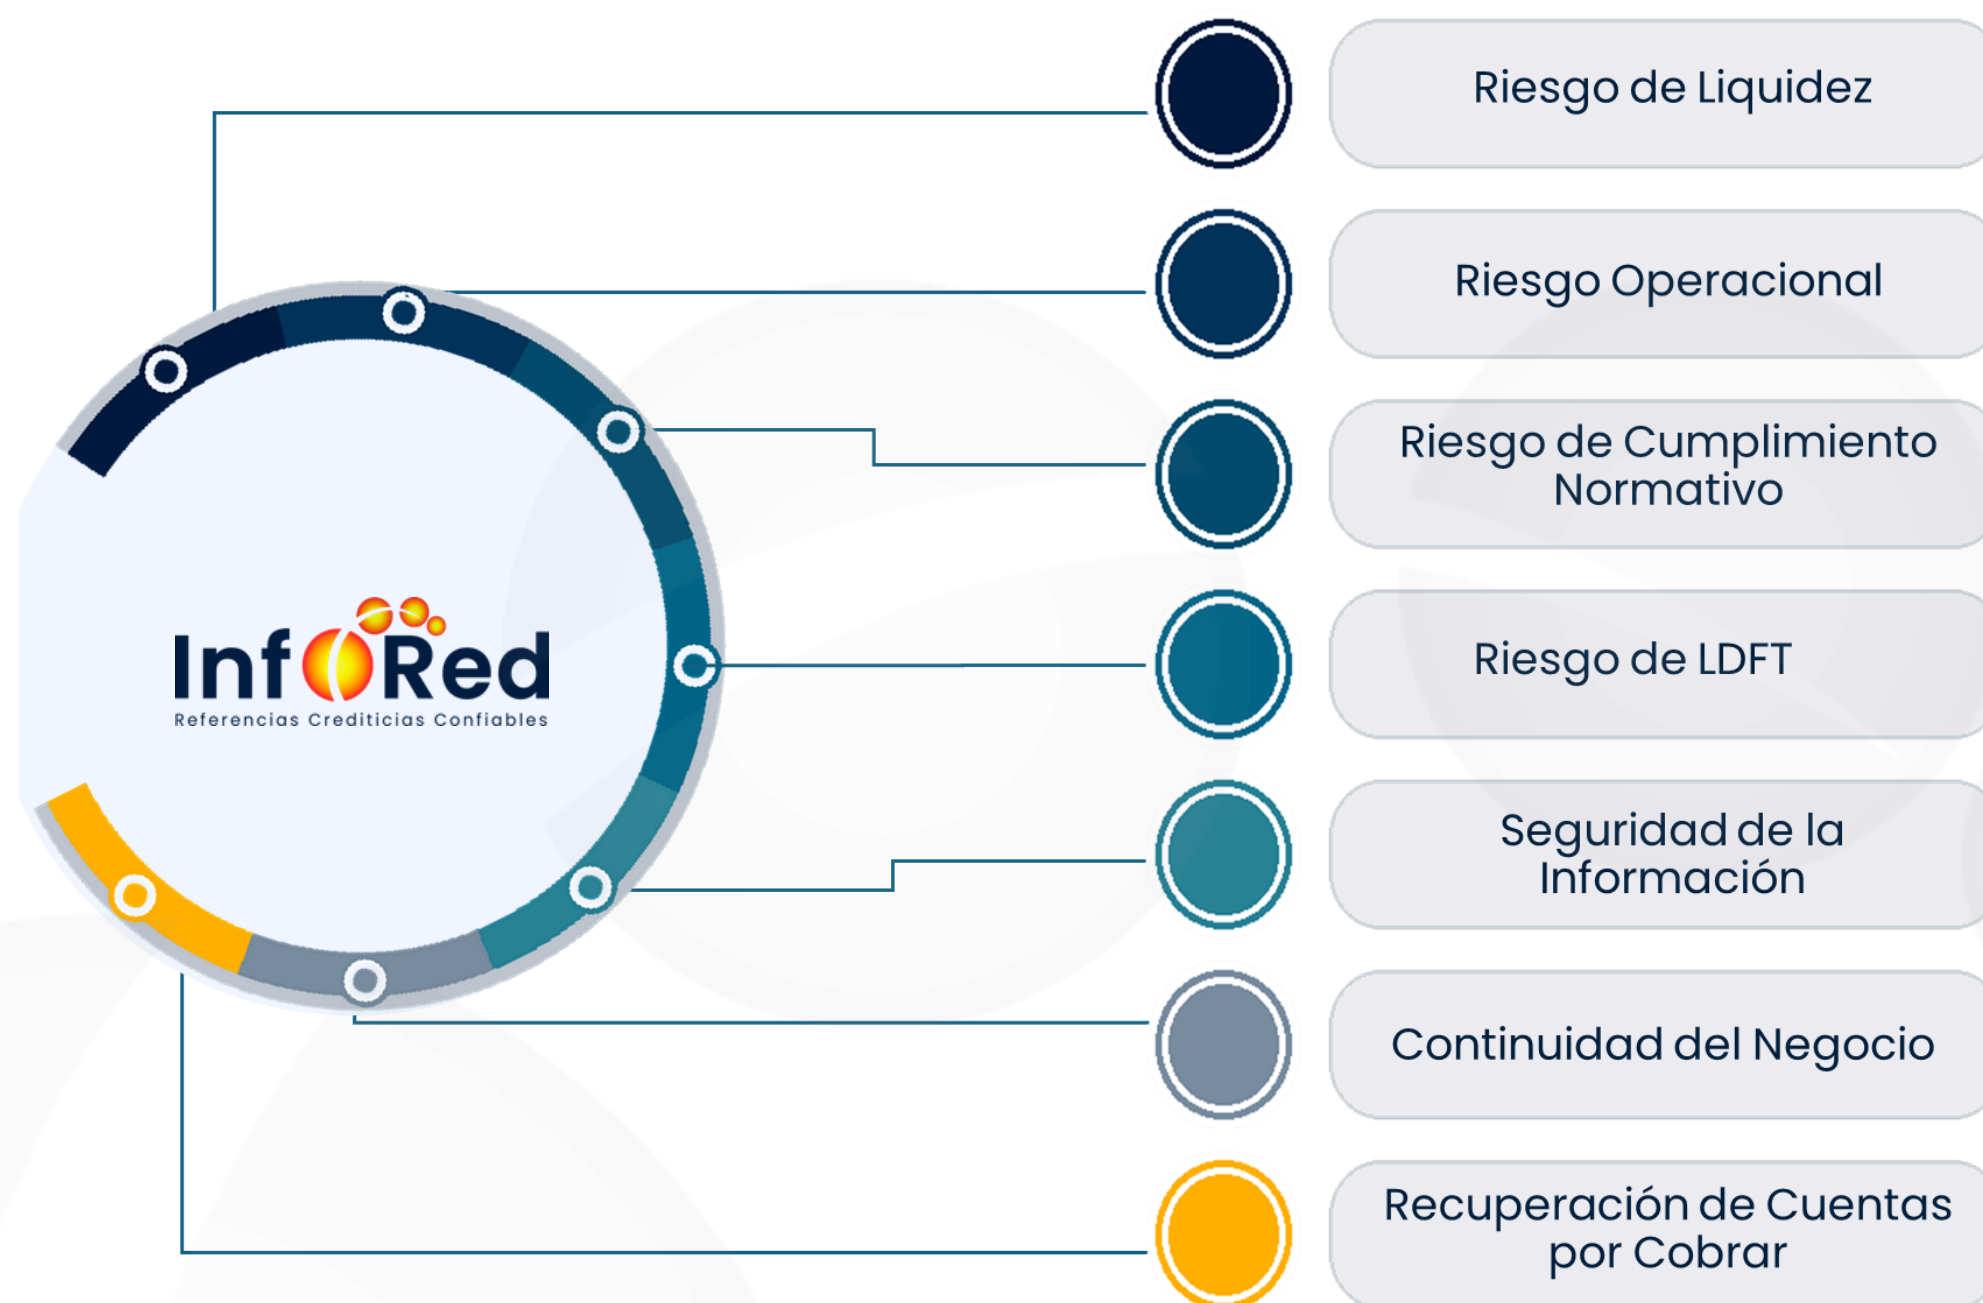 Riesgo de Liquidez
Riesgo Operacional
Riesgo de Cumplimiento
Normativo
InfORed
Referencias Crediticias Confiables
Riesgo de LDFT
Seguridad de la
Información
Continuidad del Negocio
Recuperación de Cuentas
por Cobrar